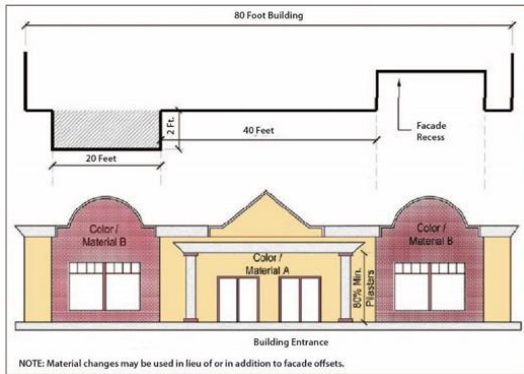 80 Foot Building
2 Ft.
40 Feet
Facade
Recess
20 Feet
Color /
Material B
Color /
Material A
80% Min.
Pilasters
Color /
Material B
Building Entrance
NOTE: Material changes may be used in lieu of or in addition to facade offsets.